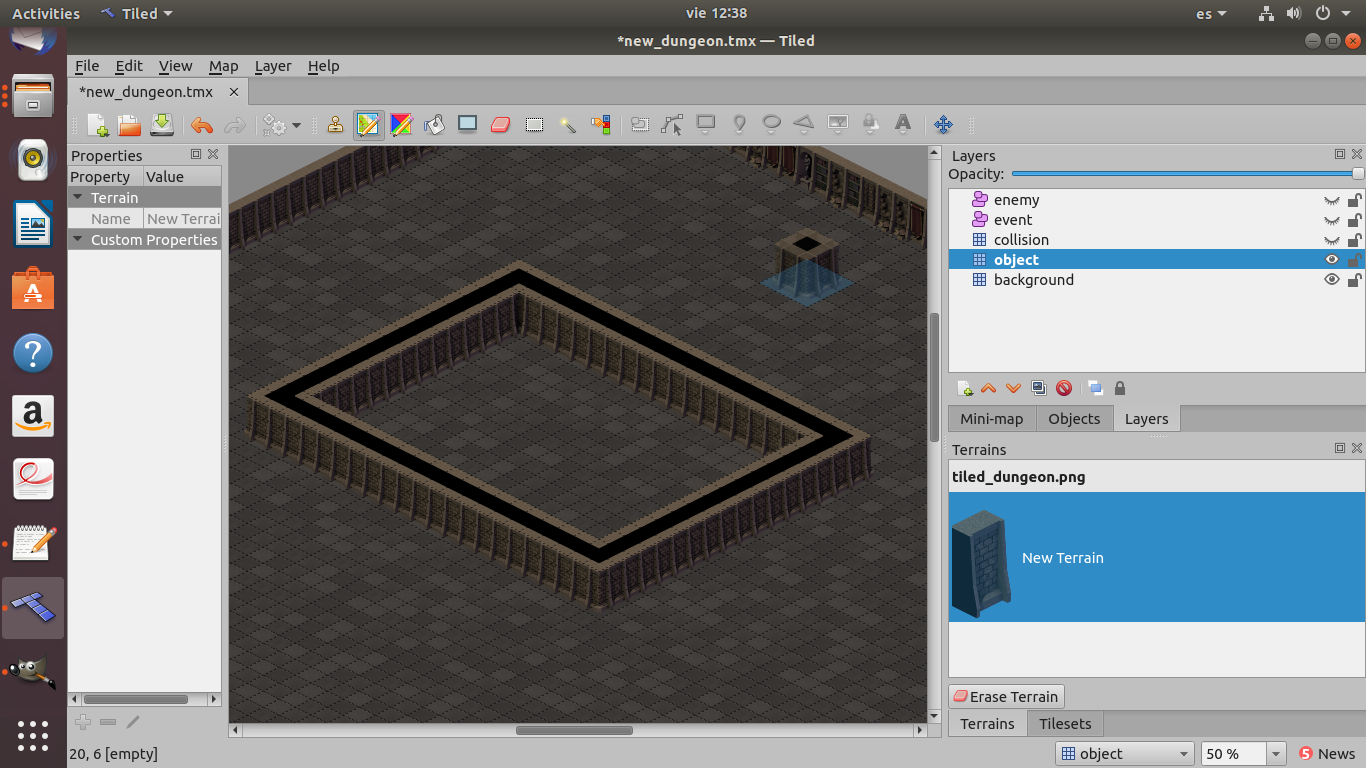 Activities Tiled vie 12:38 es
*new_dungeon.tmx — Tiled
File Edit View Map Layer Help
*new_dungeon.tmx
Properties
Property Value
Terrain
Name New Terrai
Custom Properties
Layers
Opacity:
enemy
event
collision
object
background
Mini-map Objects Layers
Terrains
tiled_dungeon.png
New Terrain
Erase Terrain
Terrains Tilesets
20, 6 [empty] object 50 % 5 News